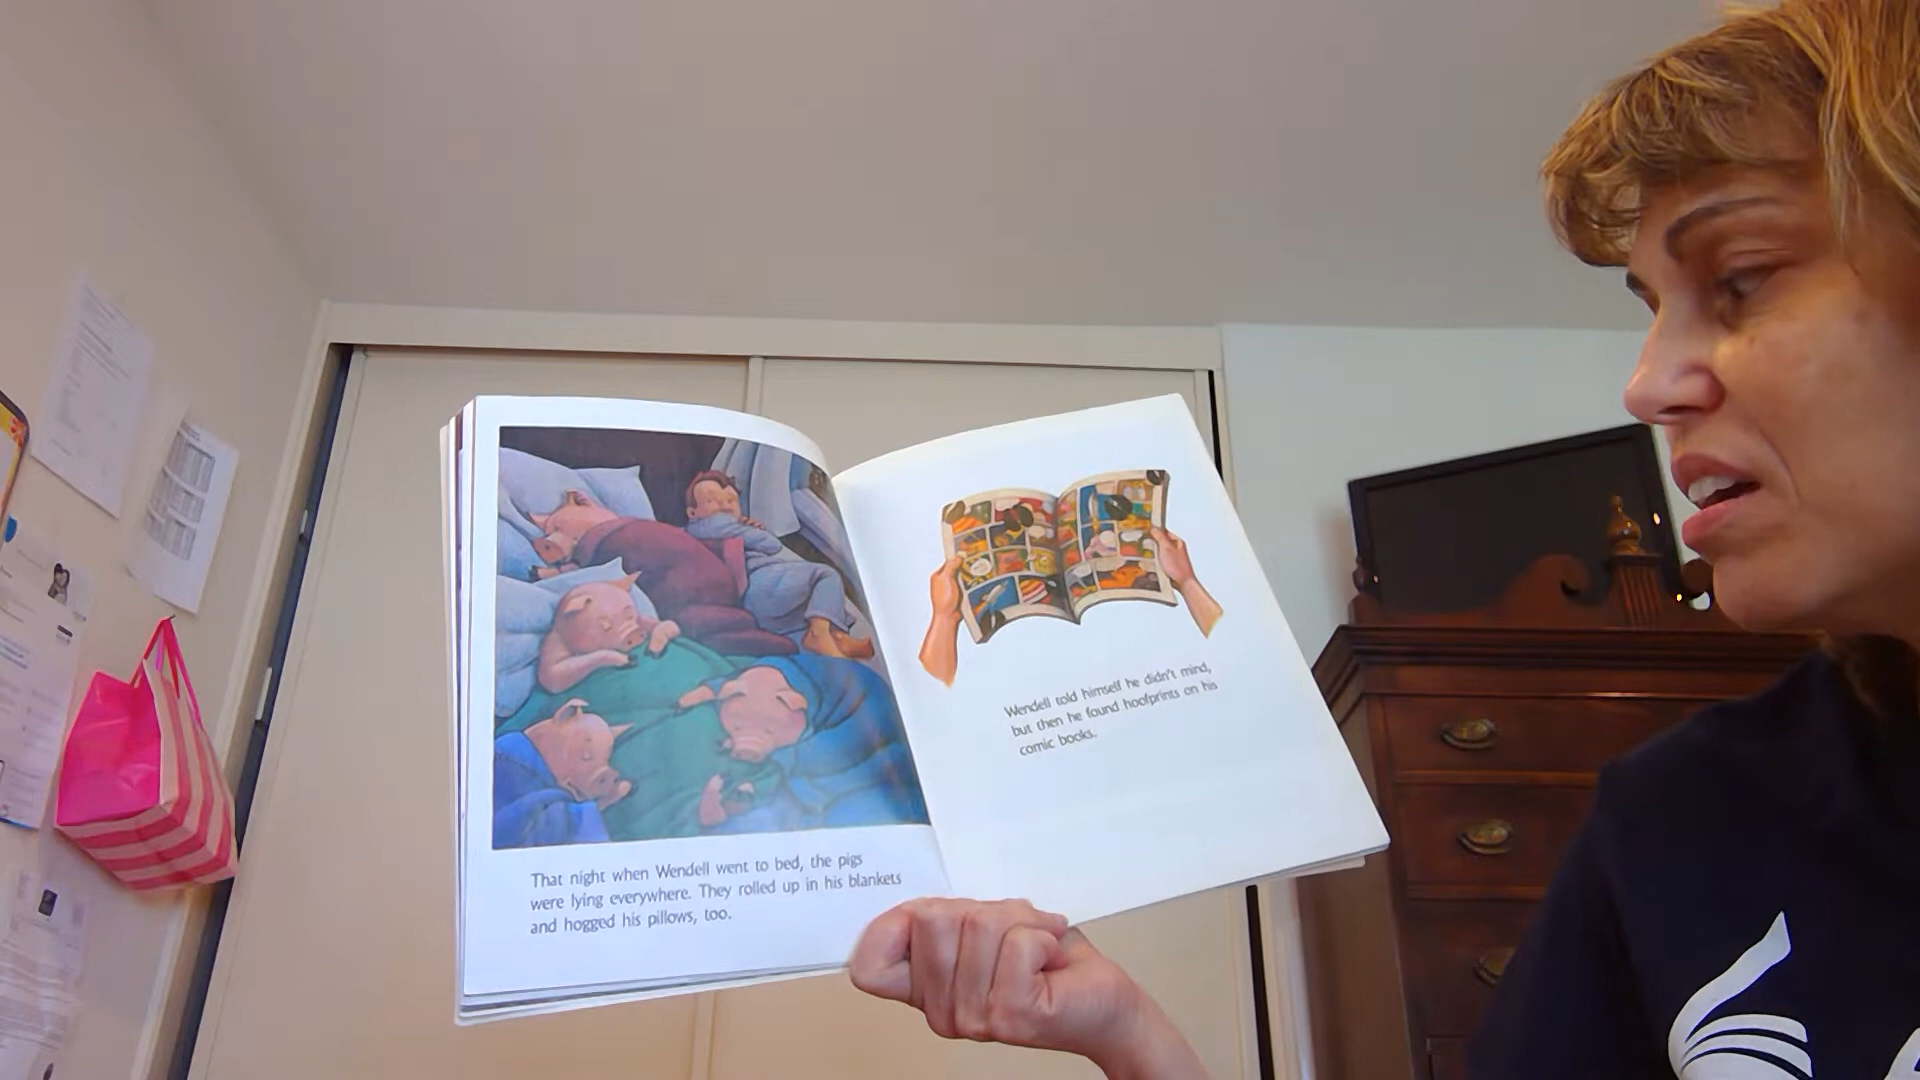 That night when Wendell went to bed, the pigs
were lying everywhere. They rolled up in his blankets
and hogged his pillows, too.
Wendell told himself he didn't mind,
but then he found hoofprints on his
comic books.